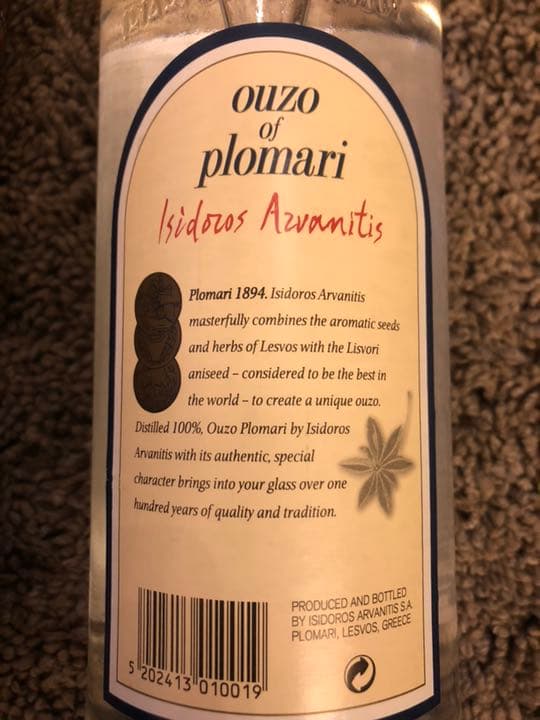 ouzo
of
plomari
Isidoros Arvanitis
Plomari 1894. Isidoros Arvanitis
masterfully combines the aromatic seeds
and herbs of Lesvos with the Lisvori
aniseed – considered to be the best in
the world – to create a unique ouzo.
Distilled 100%, Ouzo Plomari by Isidoros
Arvanitis with its authentic, special
character brings into your glass over one
hundred years of quality and tradition.
PRODUCED AND BOTTLED
BY ISIDOROS ARVANITIS S.A.
PLOMARI, LESVOS, GREECE
5 202413 010019